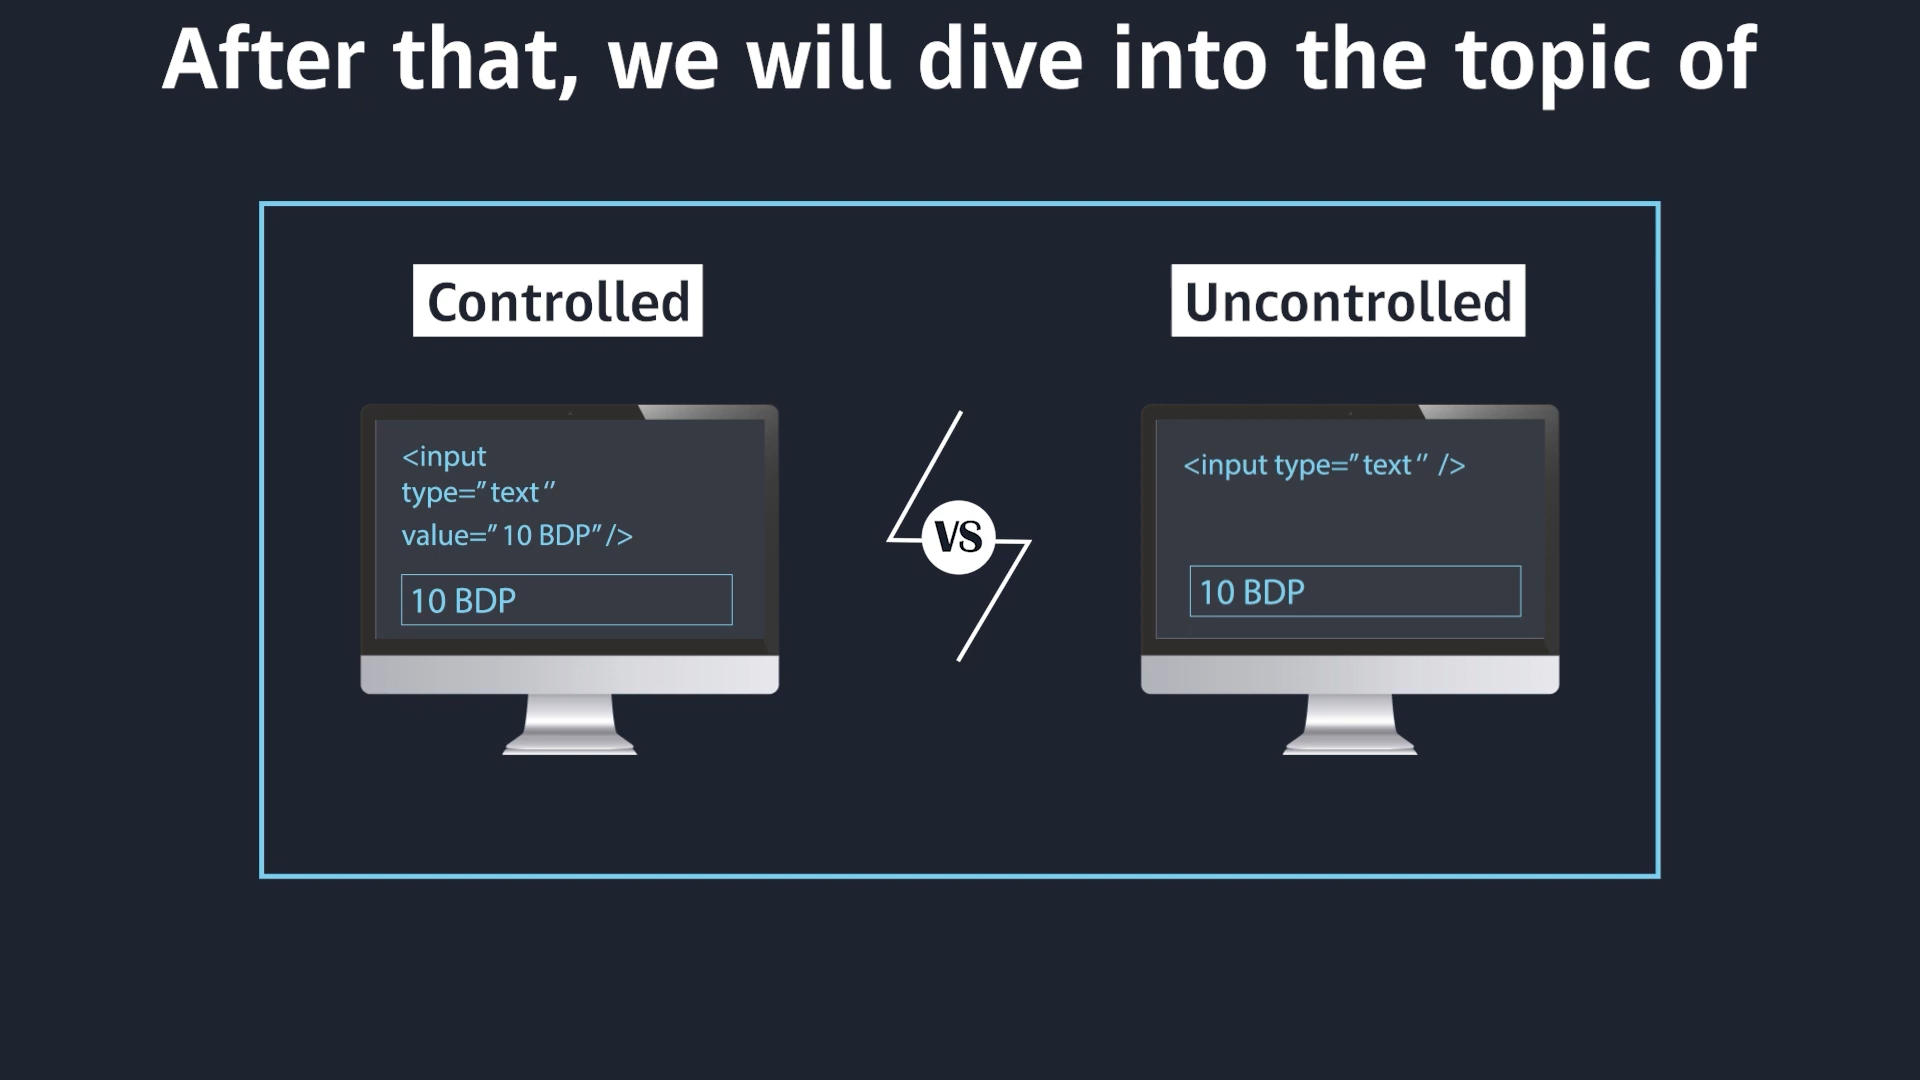 After that, we will dive into the topic of
Controlled
Uncontrolled
<input
type=”text“
value=”10 BDP”/>
10 BDP
VS
<input type=”text“ />
10 BDP